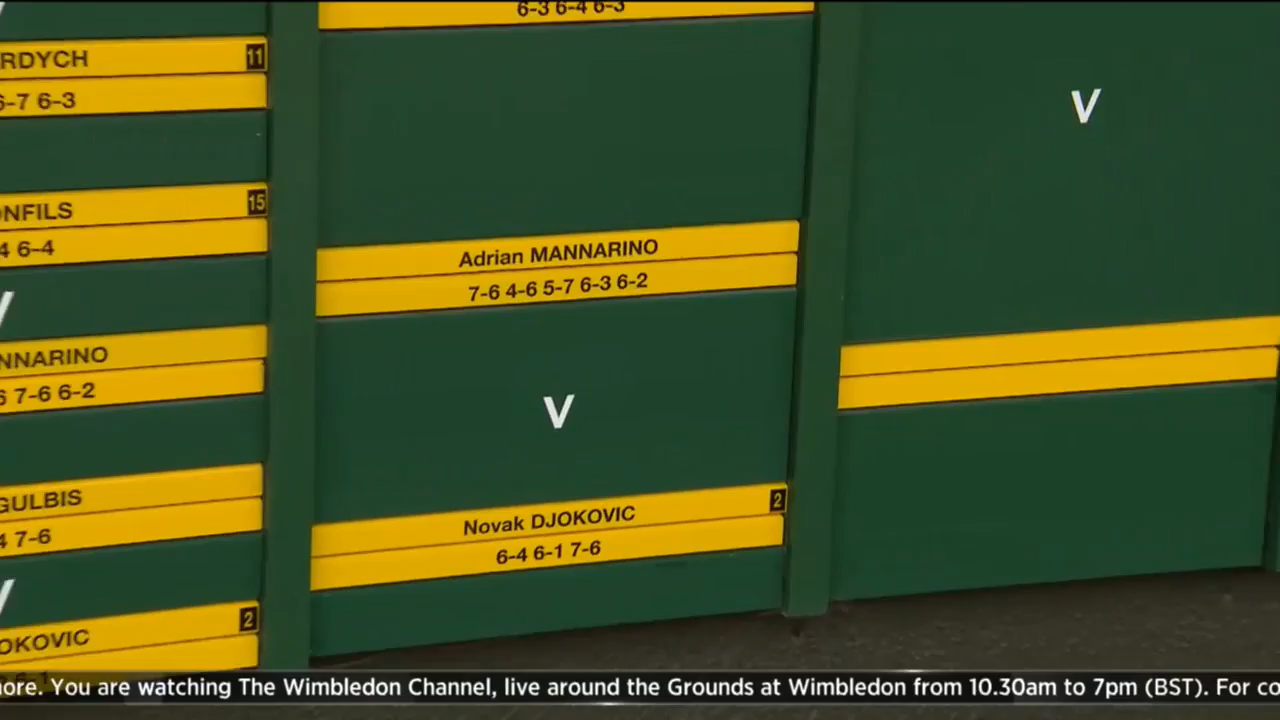 6-3 6-4 6-3
RDYCH 11
6-7 6-3
V
ONFILS 15
4 6-4
V
NNARINO
6 7-6 6-2
GULBIS
4 7-6
V
OKOVIC 2
Adrian MANNARINO
7-6 4-6 5-7 6-3 6-2
V
Novak DJOKOVIC 2
6-4 6-1 7-6
V
nore. You are watching The Wimbledon Channel, live around the Grounds at Wimbledon from 10.30am to 7pm (BST). For co